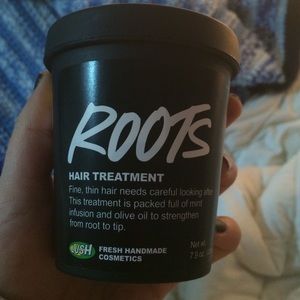 ROOTS
HAIR TREATMENT
Fine, thin hair needs careful looking after
This treatment is packed full of mint
infusion and olive oil to strengthen
from root to tip.
LUSH
FRESH HANDMADE
COSMETICS
Net wt.
7.9 oz